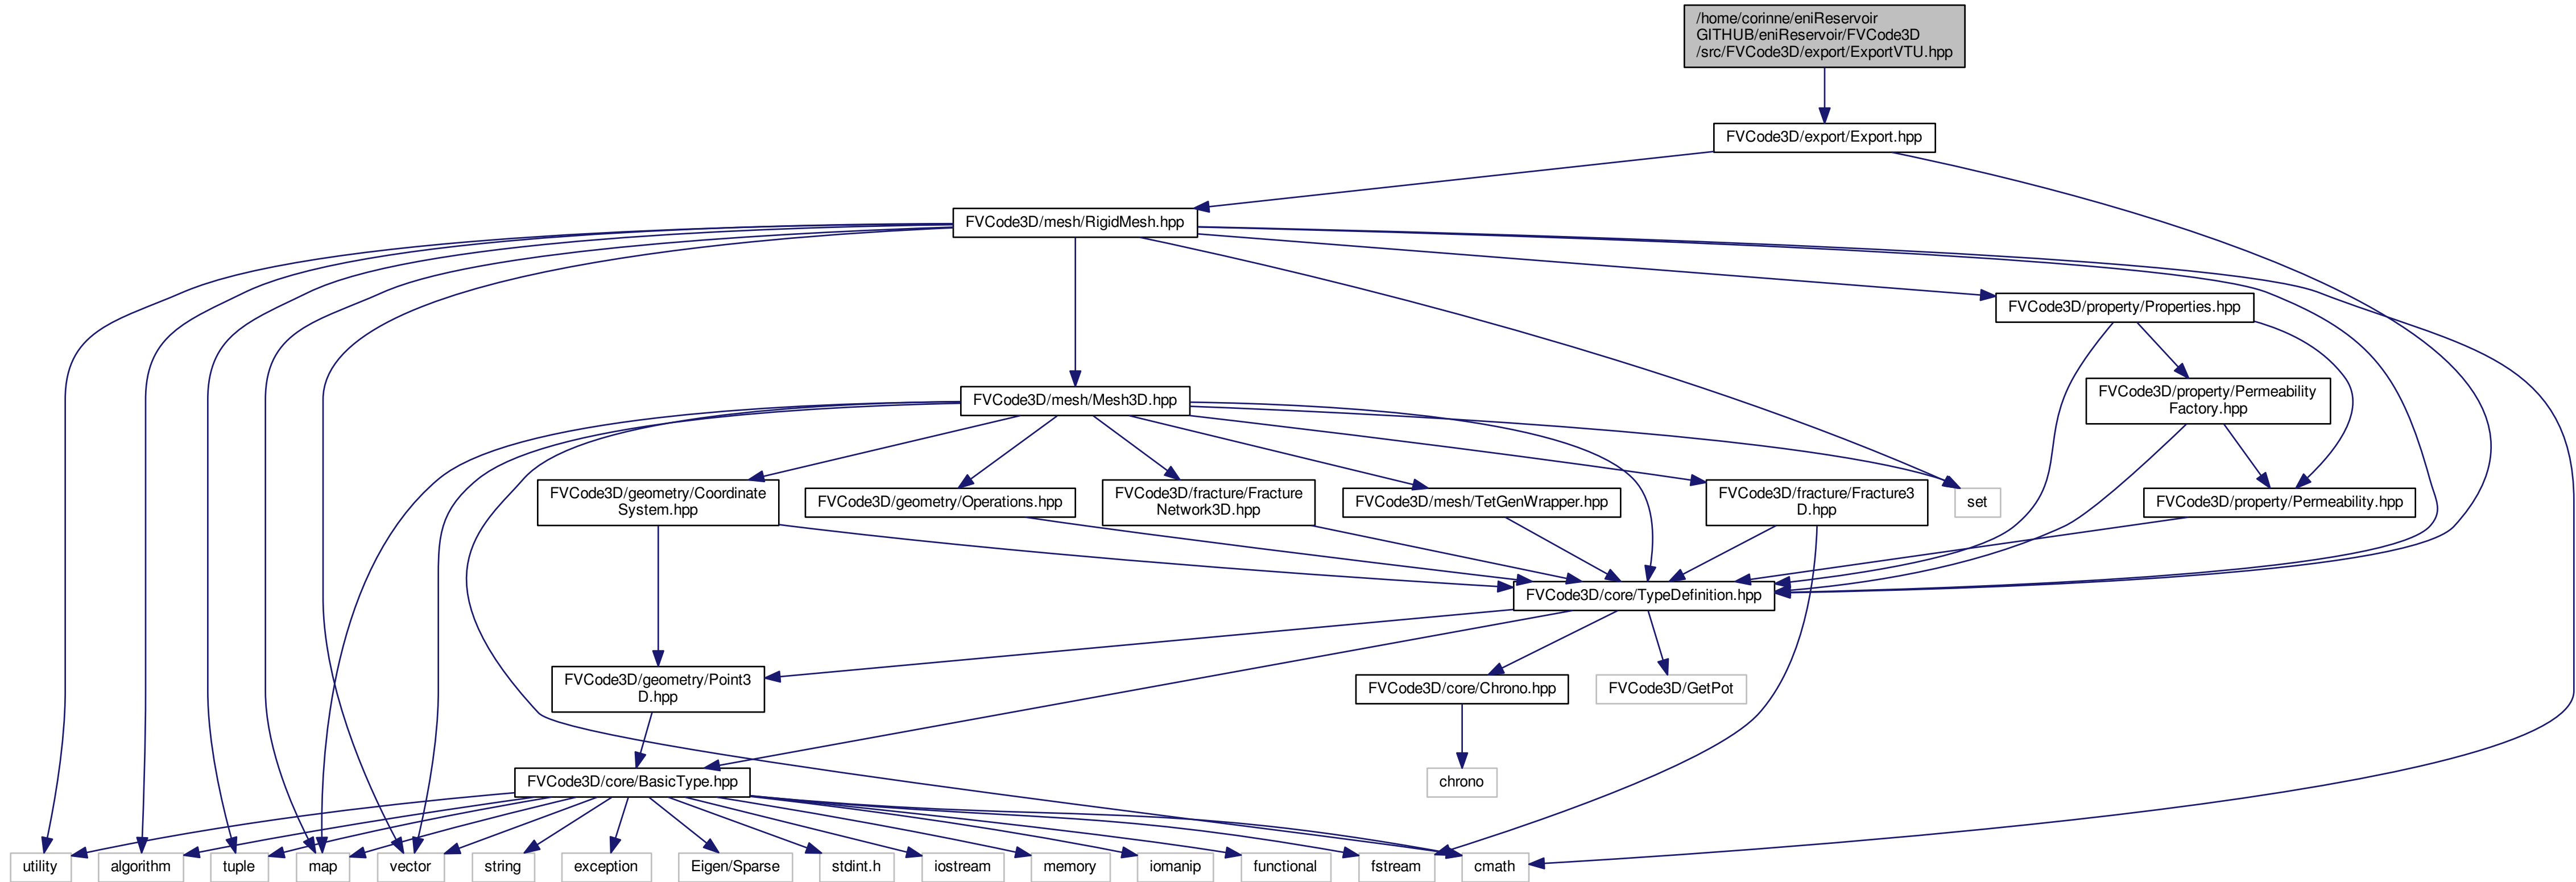 /home/corinne/eniReservoir
GITHUB/eniReservoir/FVCode3D
/src/FVCode3D/export/ExportVTU.hpp
FVCode3D/export/Export.hpp
FVCode3D/mesh/RigidMesh.hpp
FVCode3D/property/Properties.hpp
FVCode3D/mesh/Mesh3D.hpp
FVCode3D/property/Permeability
Factory.hpp
FVCode3D/geometry/Coordinate
System.hpp
FVCode3D/geometry/Operations.hpp
FVCode3D/fracture/Fracture
Network3D.hpp
FVCode3D/mesh/TetGenWrapper.hpp
FVCode3D/fracture/Fracture3
D.hpp
set
FVCode3D/property/Permeability.hpp
FVCode3D/core/TypeDefinition.hpp
FVCode3D/geometry/Point3
D.hpp
FVCode3D/core/Chrono.hpp
FVCode3D/GetPot
FVCode3D/core/BasicType.hpp
chrono
utility
algorithm
tuple
map
vector
string
exception
Eigen/Sparse
stdint.h
iostream
memory
iomanip
functional
fstream
cmath